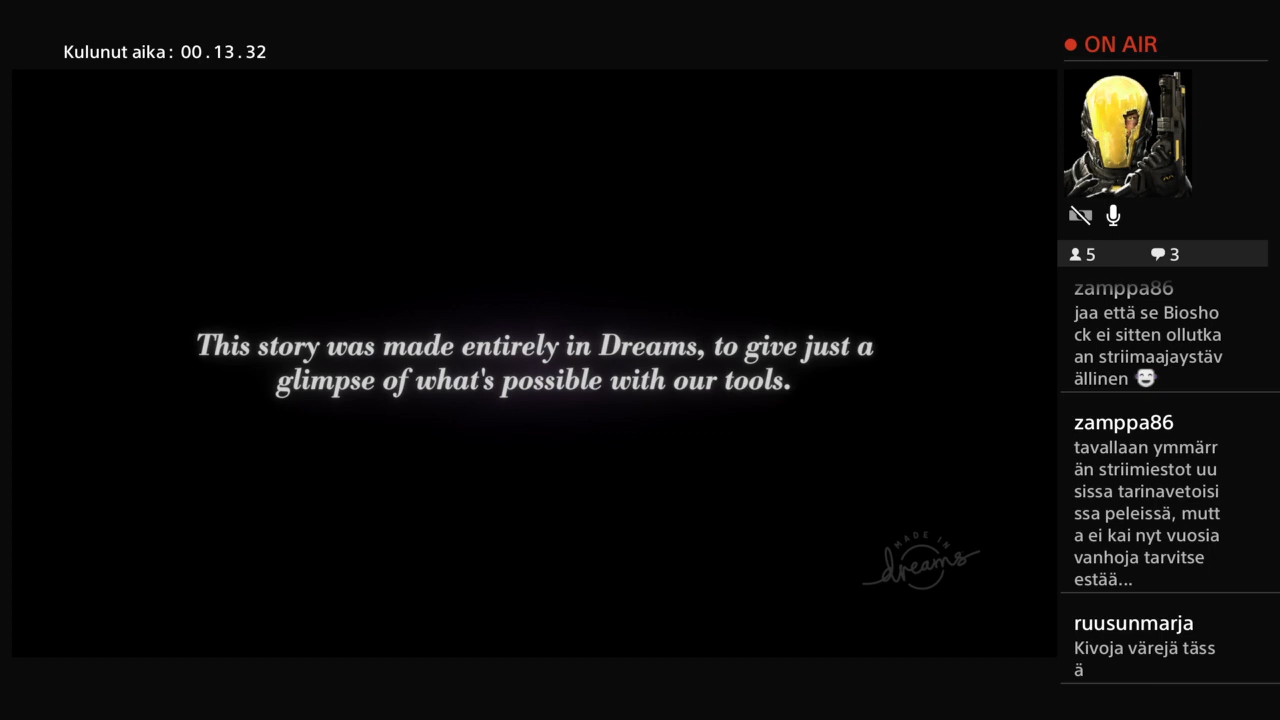 Kulunut aika: 00.13.32
ON AIR
This story was made entirely in Dreams, to give just a
glimpse of what's possible with our tools.
MADE IN
dreams
5 3
zamppa86
jaa että se Biosho
ck ei sitten ollutka
an striimaajaystäv
ällinen
zamppa86
tavallaan ymmärr
än striimiestot uu
sissa tarinavetoisi
ssa peleissä, mutt
a ei kai nyt vuosia
vanhoja tarvitse
estää...
ruusunmarja
Kivoja värejä täss
ä